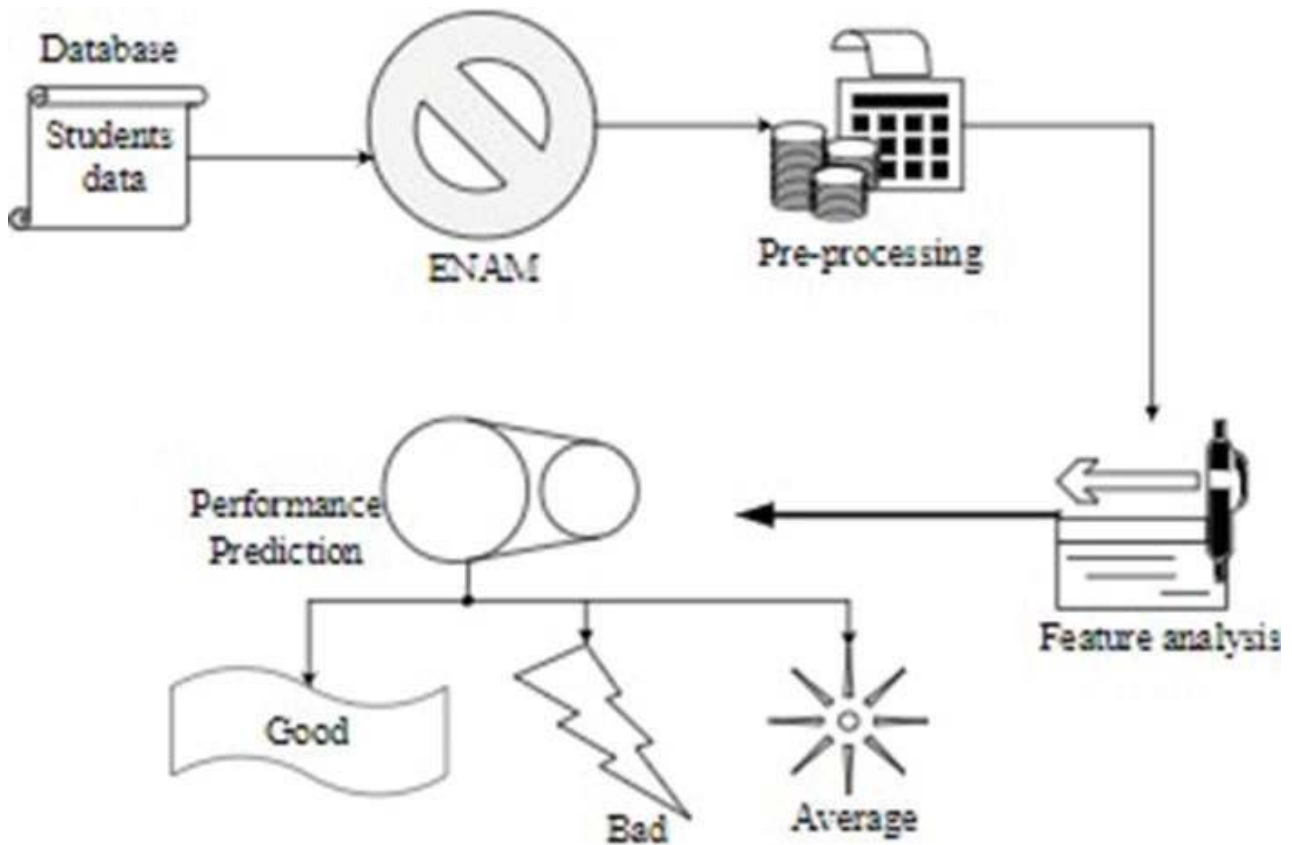 Database
Students
data
ENAM
Pre-processing
Performance
Prediction
Feature analysis
Good
Bad
Average